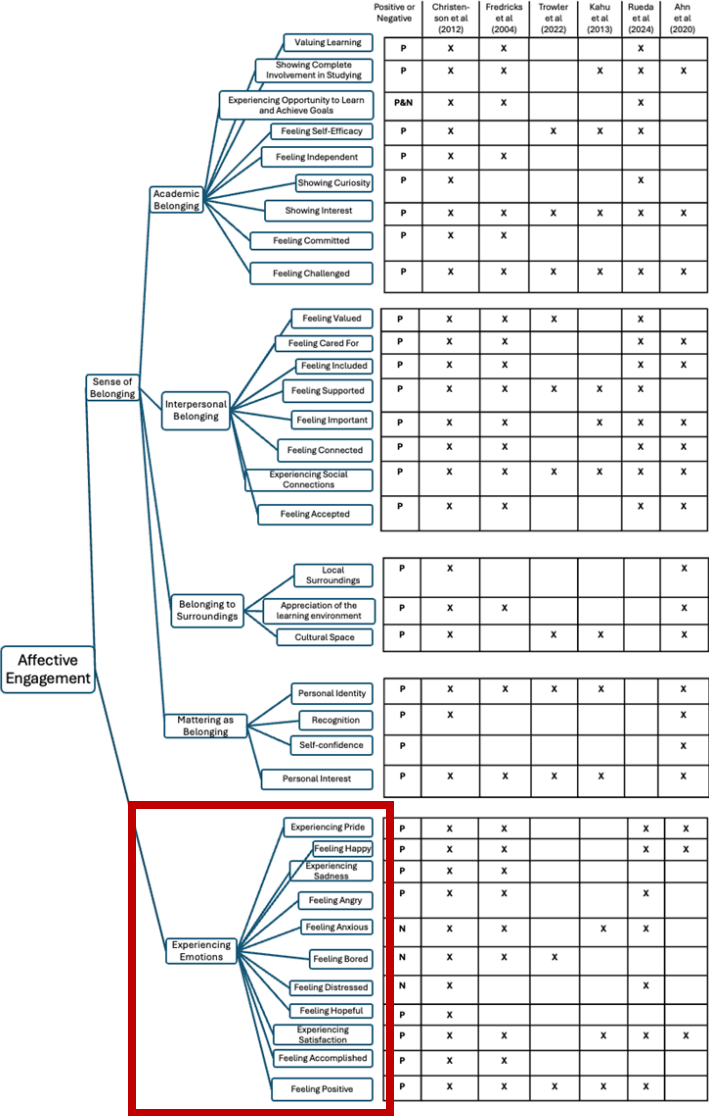 Positive or Negative
Christen-son et al (2012)
Fredricks et al (2004)
Trowler et al (2022)
Kahu et al (2013)
Rueda et al (2024)
Ahn et al (2020)
Affective Engagement
Sense of Belonging
Academic Belonging
Valuing Learning P X X X
Showing Complete Involvement in Studying P X X X X X
Experiencing Opportunity to Learn and Achieve Goals P&N X X X
Feeling Self-Efficacy P X X X X
Feeling Independent P X X
Showing Curiosity P X X
Showing Interest P X X X X X X
Feeling Committed P X X
Feeling Challenged P X X X X X X
Interpersonal Belonging
Feeling Valued P X X X X
Feeling Cared For P X X X X
Feeling Included P X X X X
Feeling Supported P X X X X X
Feeling Important P X X X X X
Feeling Connected P X X X X
Experiencing Social Connections P X X X X X X
Feeling Accepted P X X X X
Belonging to Surroundings
Local Surroundings P X X
Appreciation of the learning environment P X X X
Cultural Space P X X X X
Mattering as Belonging
Personal Identity P X X X X X
Recognition P X X
Self-confidence P X
Personal Interest P X X X X X
Experiencing Emotions
Experiencing Pride P X X X X
Feeling Happy P X X X X
Experiencing Sadness P X X
Feeling Angry P X X X
Feeling Anxious N X X X X
Feeling Bored N X X X
Feeling Distressed N X X
Feeling Hopeful P X
Experiencing Satisfaction P X X X X X
Feeling Accomplished P X X
Feeling Positive P X X X X X